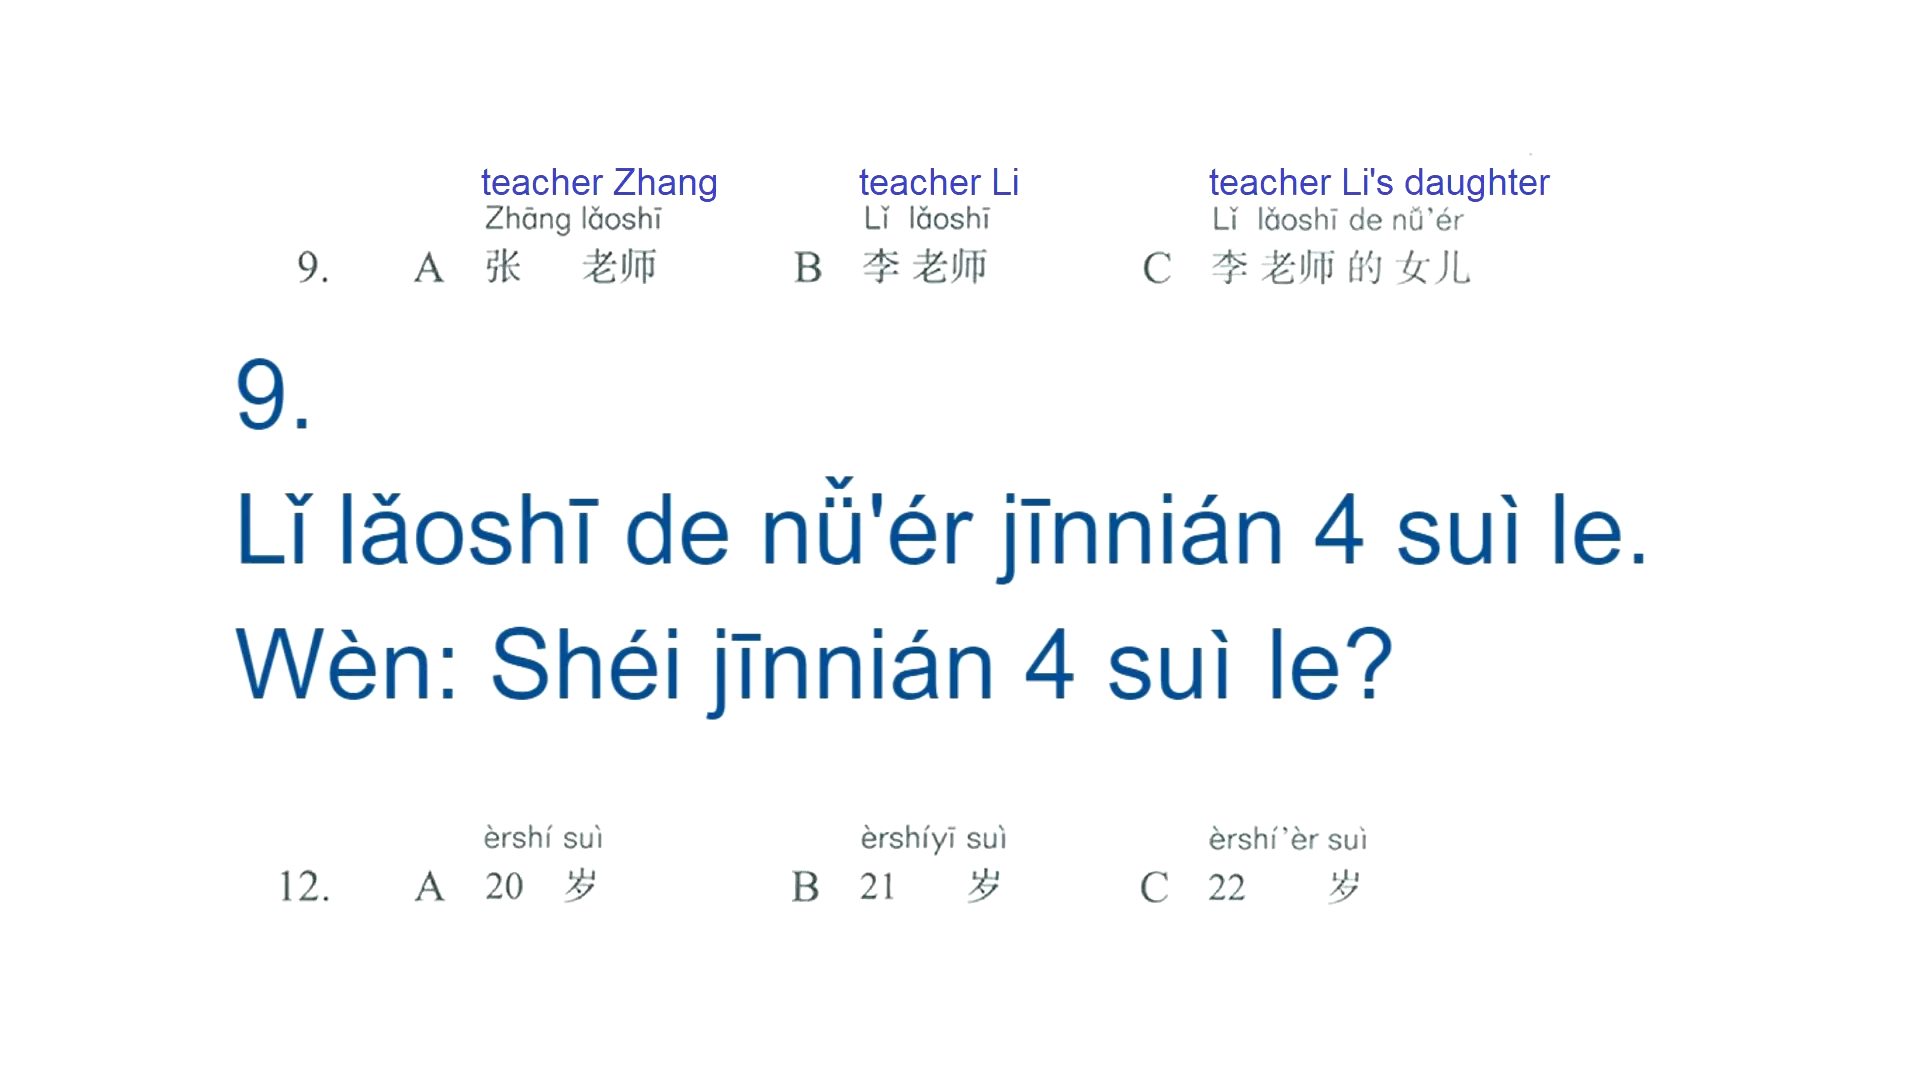 teacher Zhang teacher Li teacher Li's daughter
Zhāng lǎoshī Lǐ lǎoshī Lǐ lǎoshī de nǚ’ér
9. A 张 老师 B 李 老师 C 李 老师 的 女儿
9.
Lǐ lǎoshī de nǚ'ér jīnnián 4 suì le.
Wèn: Shéi jīnnián 4 suì le?
èrshí suì èrshíyī suì èrshí’èr suì
12. A 20 岁 B 21 岁 C 22 岁